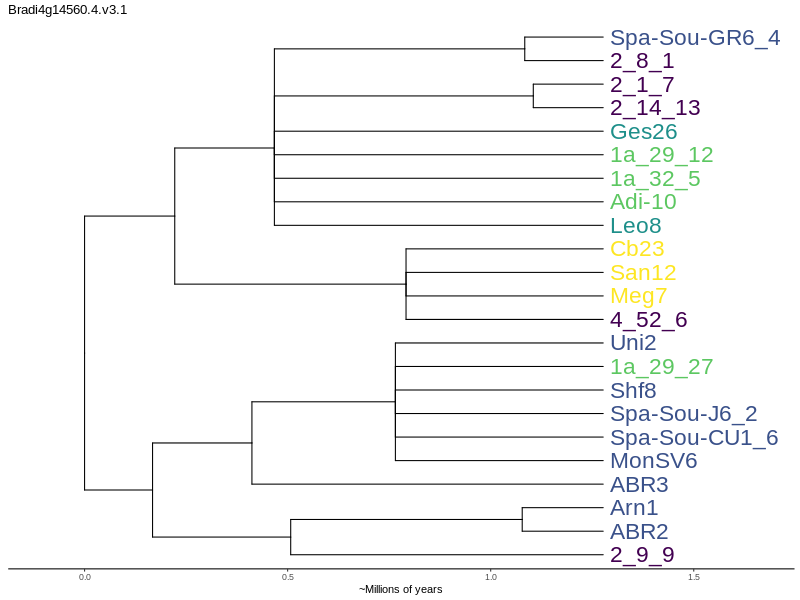 Bradi4g14560.4.v3.1
Spa-Sou-GR6_4
2_8_1
2_1_7
2_14_13
Ges26
1a_29_12
1a_32_5
Adi-10
Leo8
Cb23
San12
Meg7
4_52_6
Uni2
1a_29_27
Shf8
Spa-Sou-J6_2
Spa-Sou-CU1_6
MonSV6
ABR3
Arn1
ABR2
2_9_9
0.0 0.5 1.0 1.5
~Millions of years